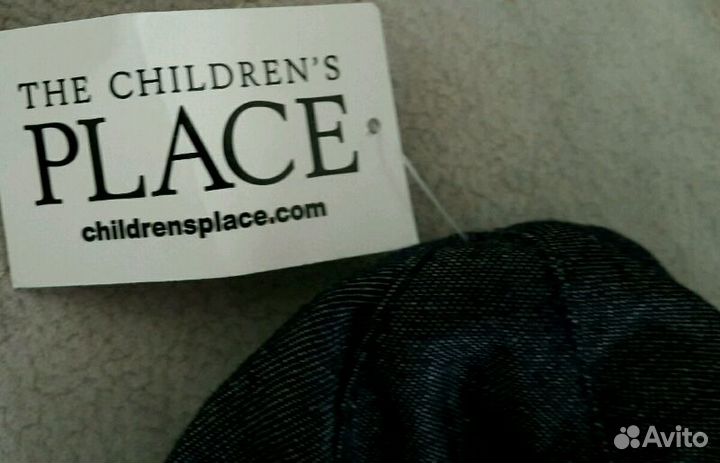 THE CHILDREN'S
PLACE
childrensplace.com
Avito